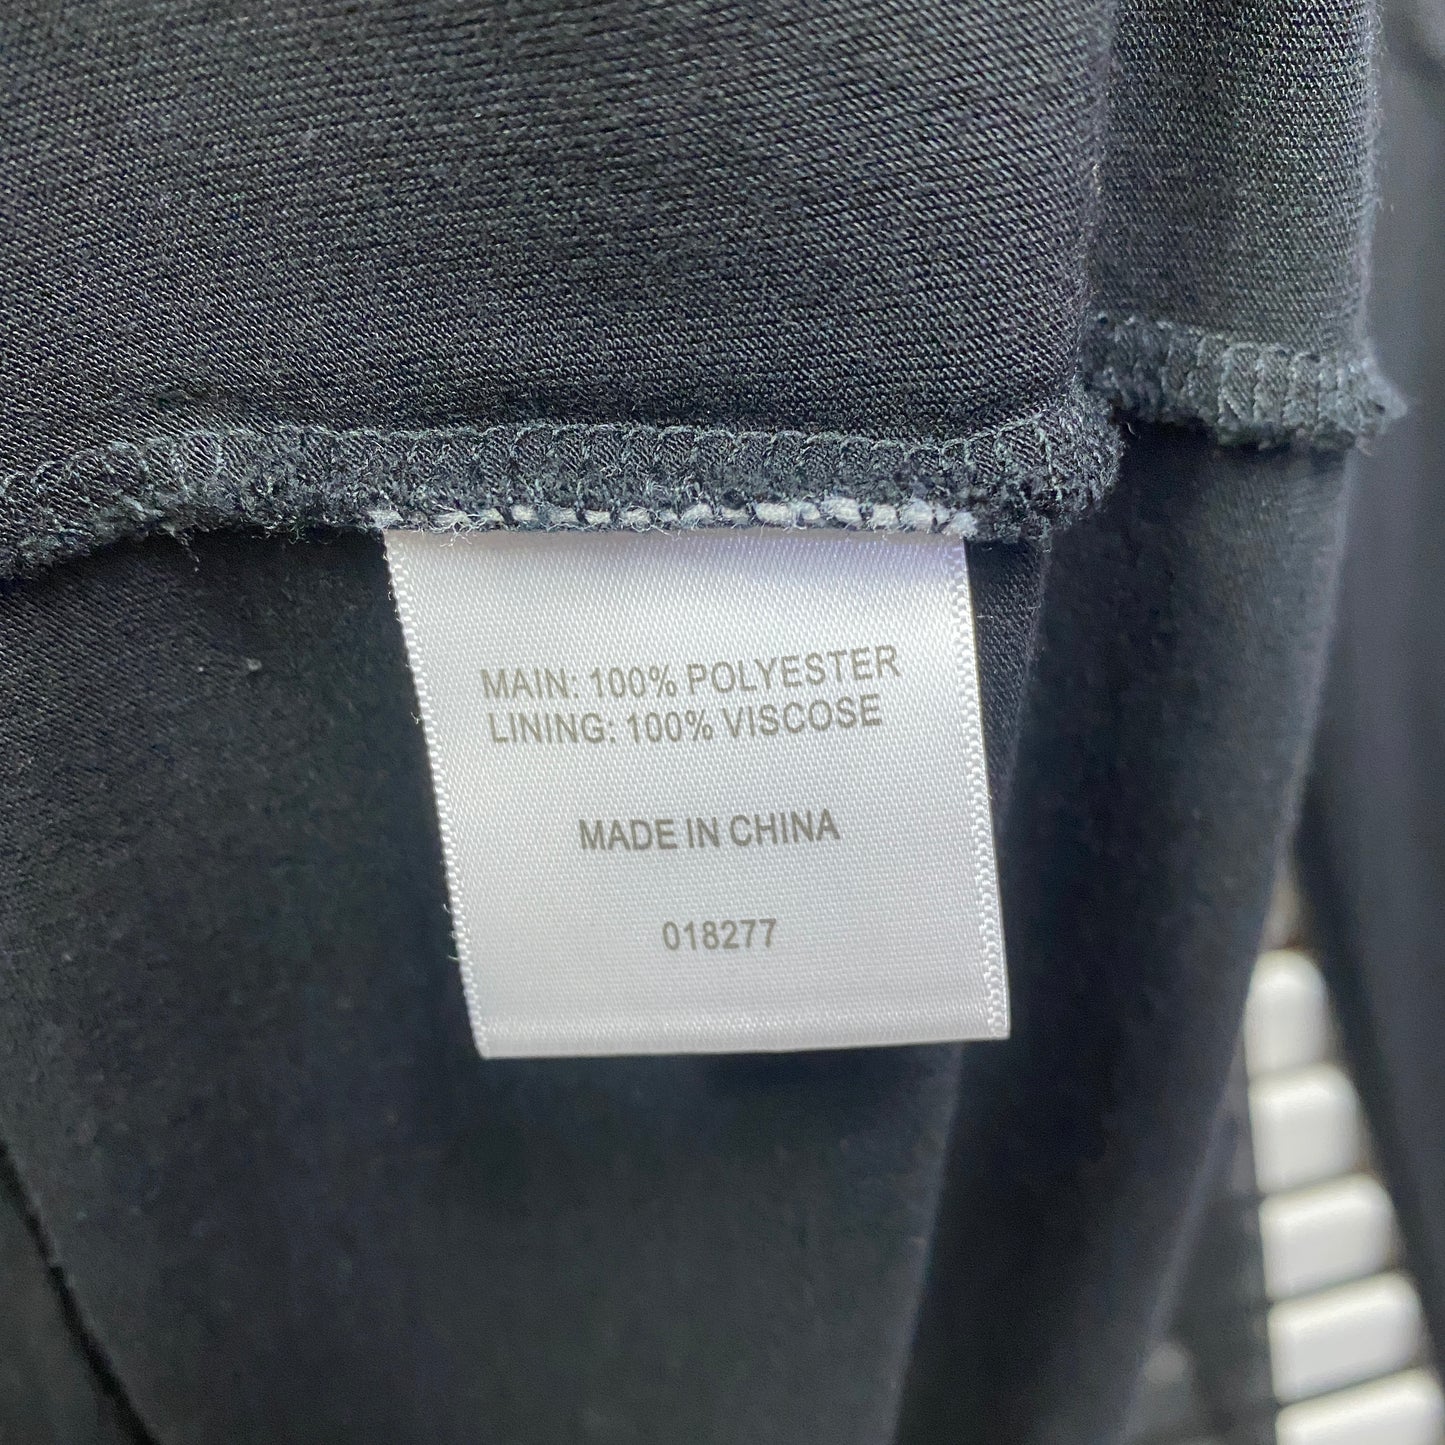 MAIN: 100% POLYESTER
LINING: 100% VISCOSE
MADE IN CHINA
018277